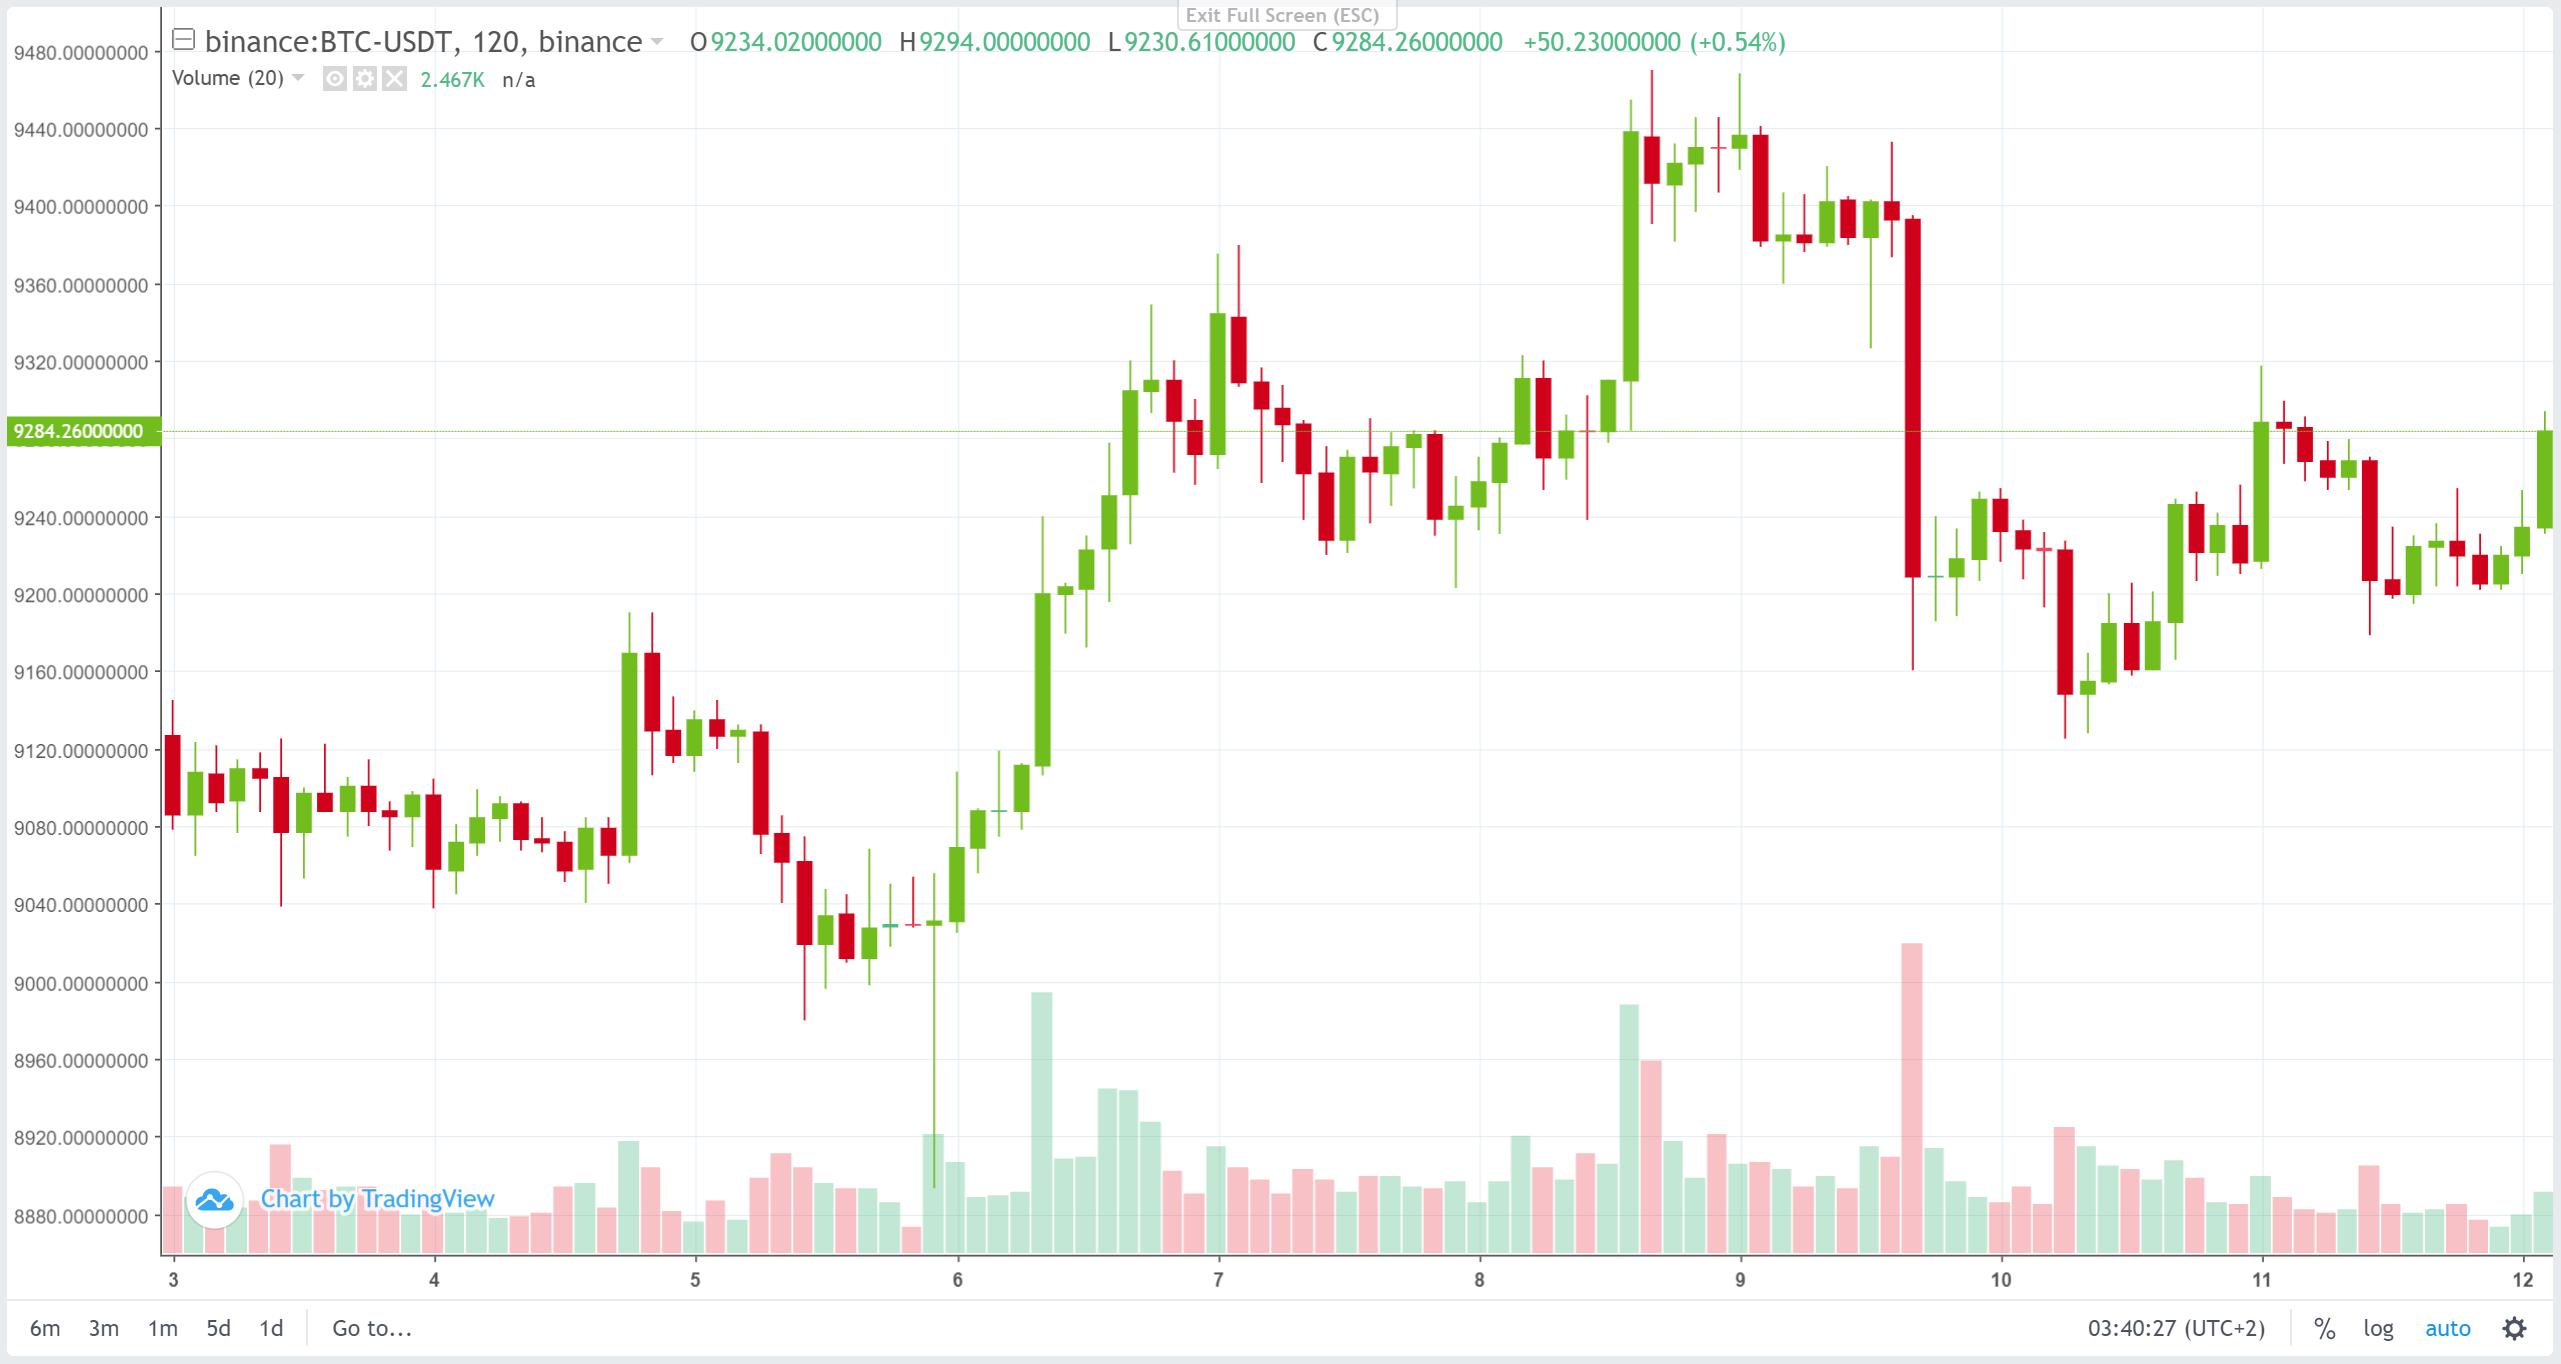 Exit Full Screen (ESC)
binance:BTC-USDT, 120, binance O9234.02000000 H9294.00000000 L9230.61000000 C9284.26000000 +50.23000000 (+0.54%)
Volume (20) 2.467K n/a
9480.00000000
9440.00000000
9400.00000000
9360.00000000
9320.00000000
9284.26000000
9240.00000000
9200.00000000
9160.00000000
9120.00000000
9080.00000000
9040.00000000
9000.00000000
8960.00000000
8920.00000000
8880.00000000
Chart by TradingView
3 4 5 6 7 8 9 10 11 12
6m 3m 1m 5d 1d Go to... 03:40:27 (UTC+2) % log auto